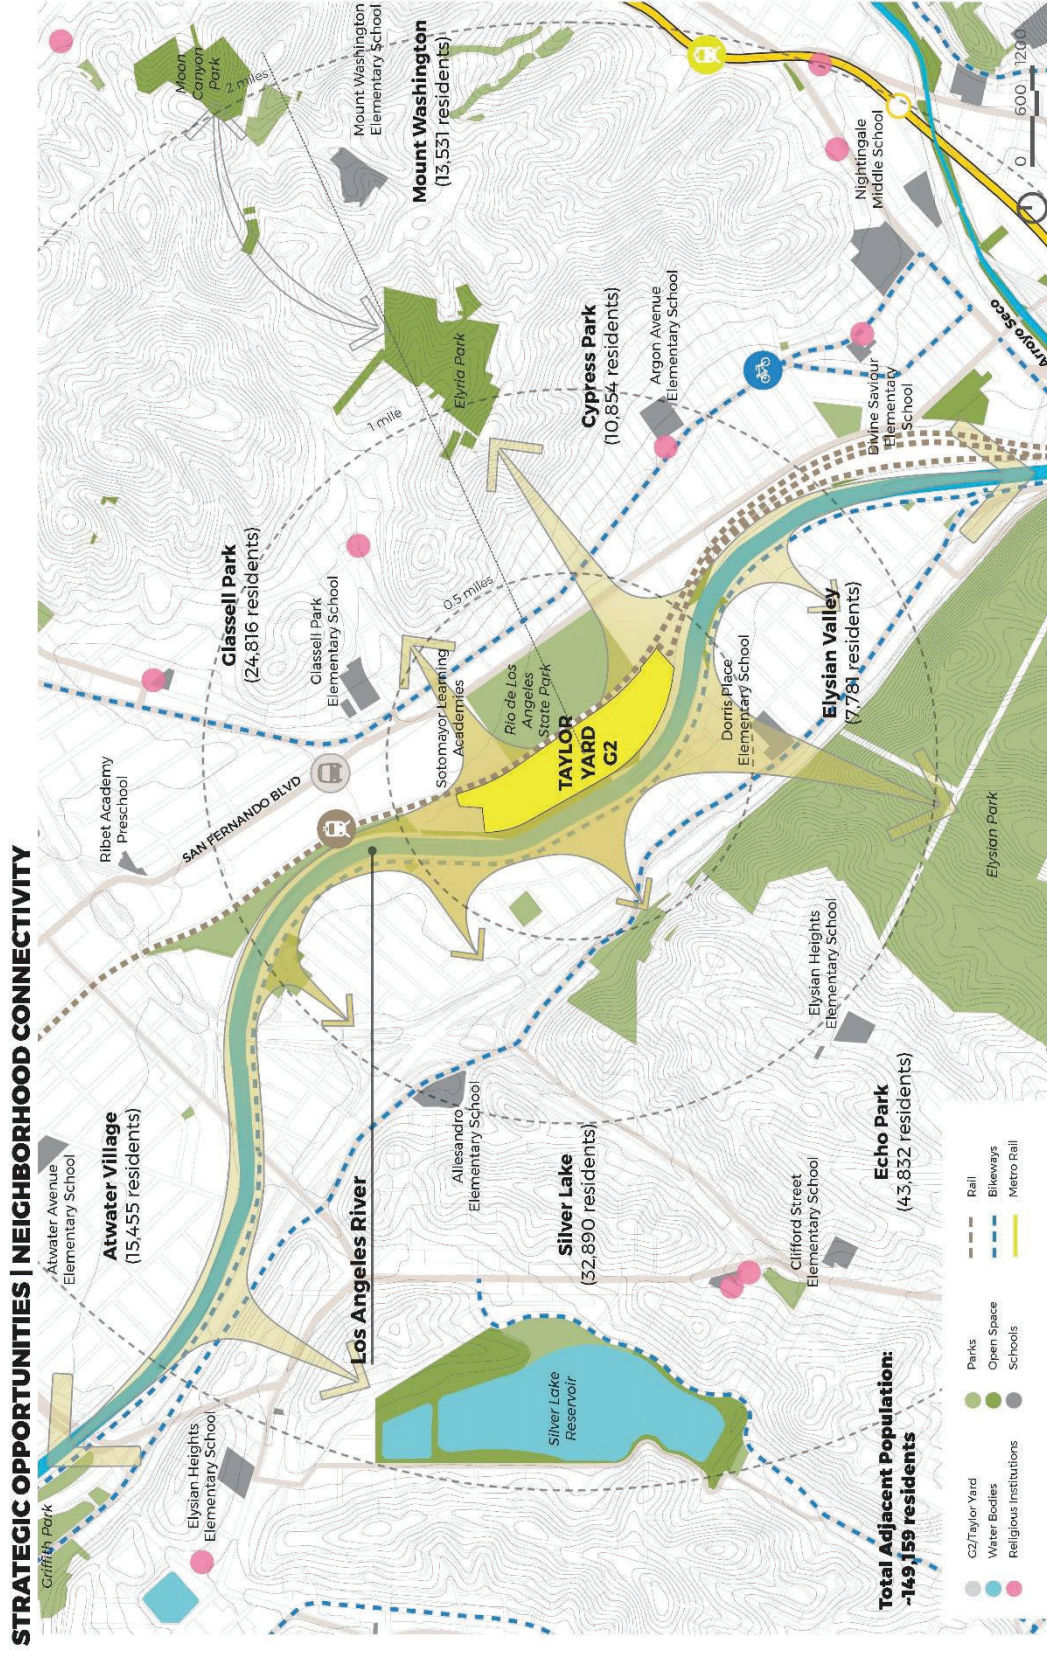 STRATEGIC OPPORTUNITIES | NEIGHBORHOOD CONNECTIVITY
Griffith Park
Atwater Avenue
Elementary School
Atwater Village
(15,455 residents)
Elysian Heights
Elementary School
Ribet Academy
Preschool
SAN FERNANDO BLVD
Glassell Park
(24,816 residents)
Glassell Park
Elementary School
Moon
Canyon
Park
2 miles
Mount Washington
Elementary School
Mount Washington
(13,531 residents)
1 mile
Elyria Park
0.5 miles
Sotomayor Learning
Academies
Rio de Los
Angeles
State Park
TAYLOR
YARD
G2
Los Angeles River
Allesandro
Elementary School
Silver Lake
(32,890 residents)
Silver Lake
Reservoir
Cypress Park
(10,854 residents)
Argon Avenue
Elementary School
Nightingale
Middle School
Divine Saviour
Elementary
School
Arroyo Seco
Dorris Place
Elementary School
Elysian Valley
(7,781 residents)
Elysian Park
Elysian Heights
Elementary School
Clifford Street
Elementary School
Echo Park
(43,832 residents)
Total Adjacent Population:
~149,159 residents
G2/Taylor Yard
Water Bodies
Religious Institutions
Parks
Open Space
Schools
Rail
Bikeways
Metro Rail
0 600 1200